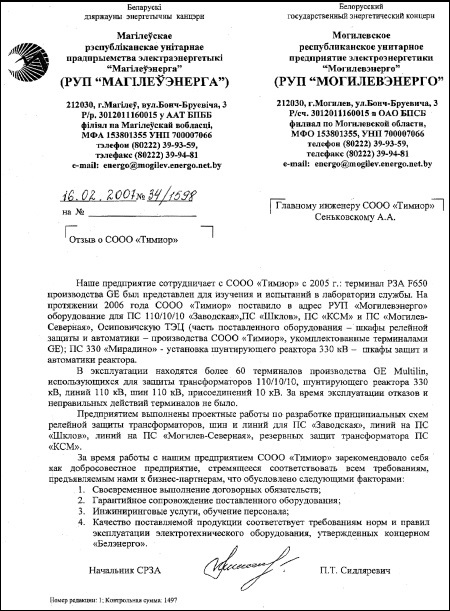 Беларускі
дзяржаўны энергетычны канцэрн
Магілеўскае
рэспубліканскае унітарнае
прадпрыемства электраэнергетыкі
"Магілеўэнерга"
(РУП "МАГІЛЕЎЭНЕРГА")
212030, г.Магілеў, вул.Бонч-Бруевіча, 3
Р/р. 3012011160015 у ААТ БПББ
філіял па Магілеўскай вобласці,
МФА 153801355, УНП 700007066
тэлефон (80222) 39-93-59,
тэлефакс (80222) 39-94-81
e-mail: energo@mogilev.energo.net.by
Белорусский
государственный энергетический концерн
Могилевское
республиканское унитарное
предприятие электроэнергетики
"Могилевэнерго"
(РУП "МОГИЛЕВЭНЕРГО")
212030, г.Могилев, ул.Бонч-Бруевича, 3
Р/сч. 3012011160015 в ОАО БПСБ
филиал по Могилевской области,
МФО 153801355, УНП 700007066
телефон (80222) 39-93-59,
телефакс (80222) 39-94-81
e-mail: energo@mogilev.energo.net.by
16.02.2007 № 34/1598
на №
Главному инженеру СООО «Тимиор»
Сеньковскому А.А.
Отзыв о СООО «Тимиор»
Наше предприятие сотрудничает с СООО «Тимиор» с 2005 г.: терминал РЗА F650
производства GE был представлен для изучения и испытаний в лаборатории службы. На
протяжении 2006 года СООО «Тимиор» поставило в адрес РУП «Могилевэнерго»
оборудование для ПС 110/10/10 «Заводская»,ПС «Шклов», ПС «КСМ» и ПС «Могилев-
Северная», Осиповичскую ТЭЦ (часть поставленного оборудования – шкафы релейной
защиты и автоматики – производства СООО «Тимиор», укомплектованные терминалами
GE); ПС 330 «Мирадино» - установка шунтирующего реактора 330 кВ – шкафы защит и
автоматики реактора.
В эксплуатации находятся более 60 терминалов производства GE Multilin,
использующихся для защиты трансформаторов 110/10/10, шунтирующего реактора 330
кВ, линий 110 кВ, шин 110 кВ, присоединений 10 кВ. За время эксплуатации отказов и
неправильных действий терминалов не было.
Предприятием выполнены проектные работы по разработке принципиальных схем
релейной защиты трансформаторов, шин и линий для ПС «Заводская», линий на ПС
«Шклов», линий на ПС «Могилев-Северная», резервных защит трансформатора ПС
«КСМ».
За время работы с нашим предприятием СООО «Тимиор» зарекомендовало себя
как добросовестное предприятие, стремящееся соответствовать всем требованиям,
предъявляемым нами к бизнес-партнерам, что обусловлено следующими факторами:
1. Своевременное выполнение договорных обязательств;
2. Гарантийное сопровождение поставленного оборудования;
3. Инжиниринговые услуги, обучение персонала;
4. Качество поставляемой продукции соответствует требованиям норм и правил
эксплуатации электротехнического оборудования, утвержденных концерном
«Белэнерго».
Начальник СРЗА
П.Т. Сидляревич
Номер редакции: 1; Контрольная сумма: 1497